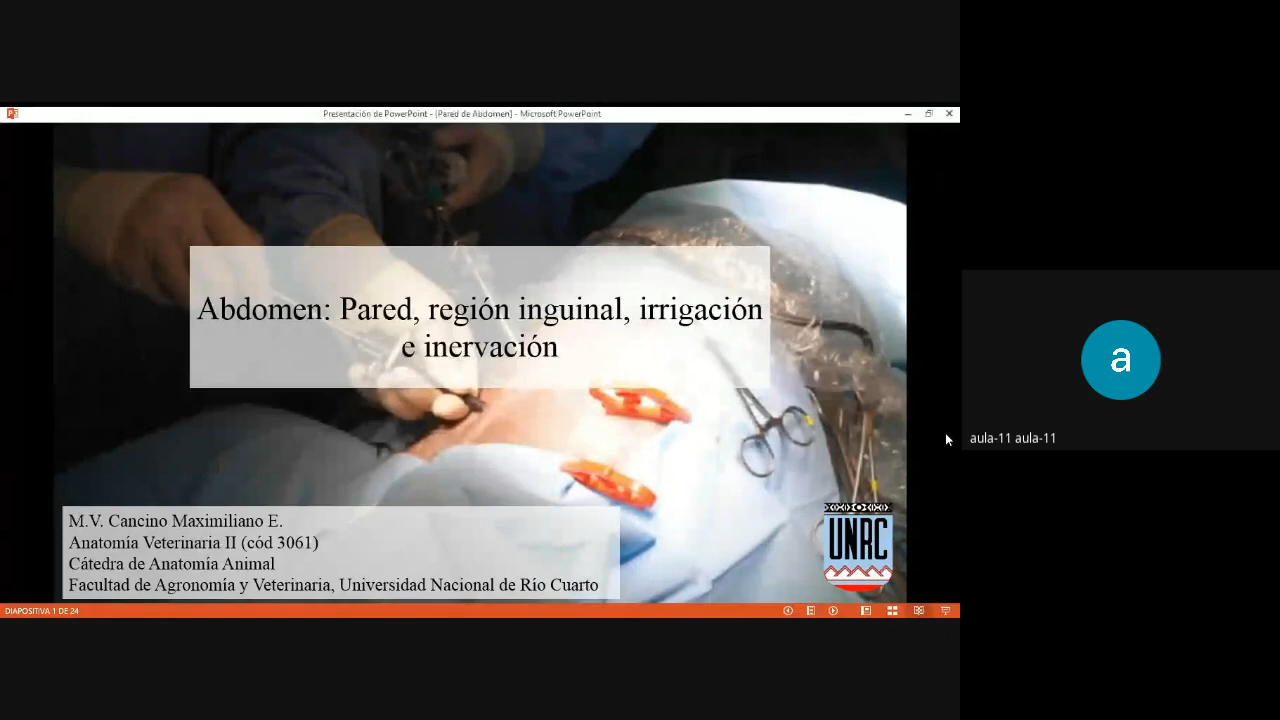 Presentación de PowerPoint - [Pared de Abdomen] - Microsoft PowerPoint
Abdomen: Pared, región inguinal, irrigación
e inervación
M.V. Cancino Maximiliano E.
Anatomía Veterinaria II (cód 3061)
Cátedra de Anatomía Animal
Facultad de Agronomía y Veterinaria, Universidad Nacional de Río Cuarto
UNRC
DIAPOSITIVA 1 DE 24
a
aula-11 aula-11